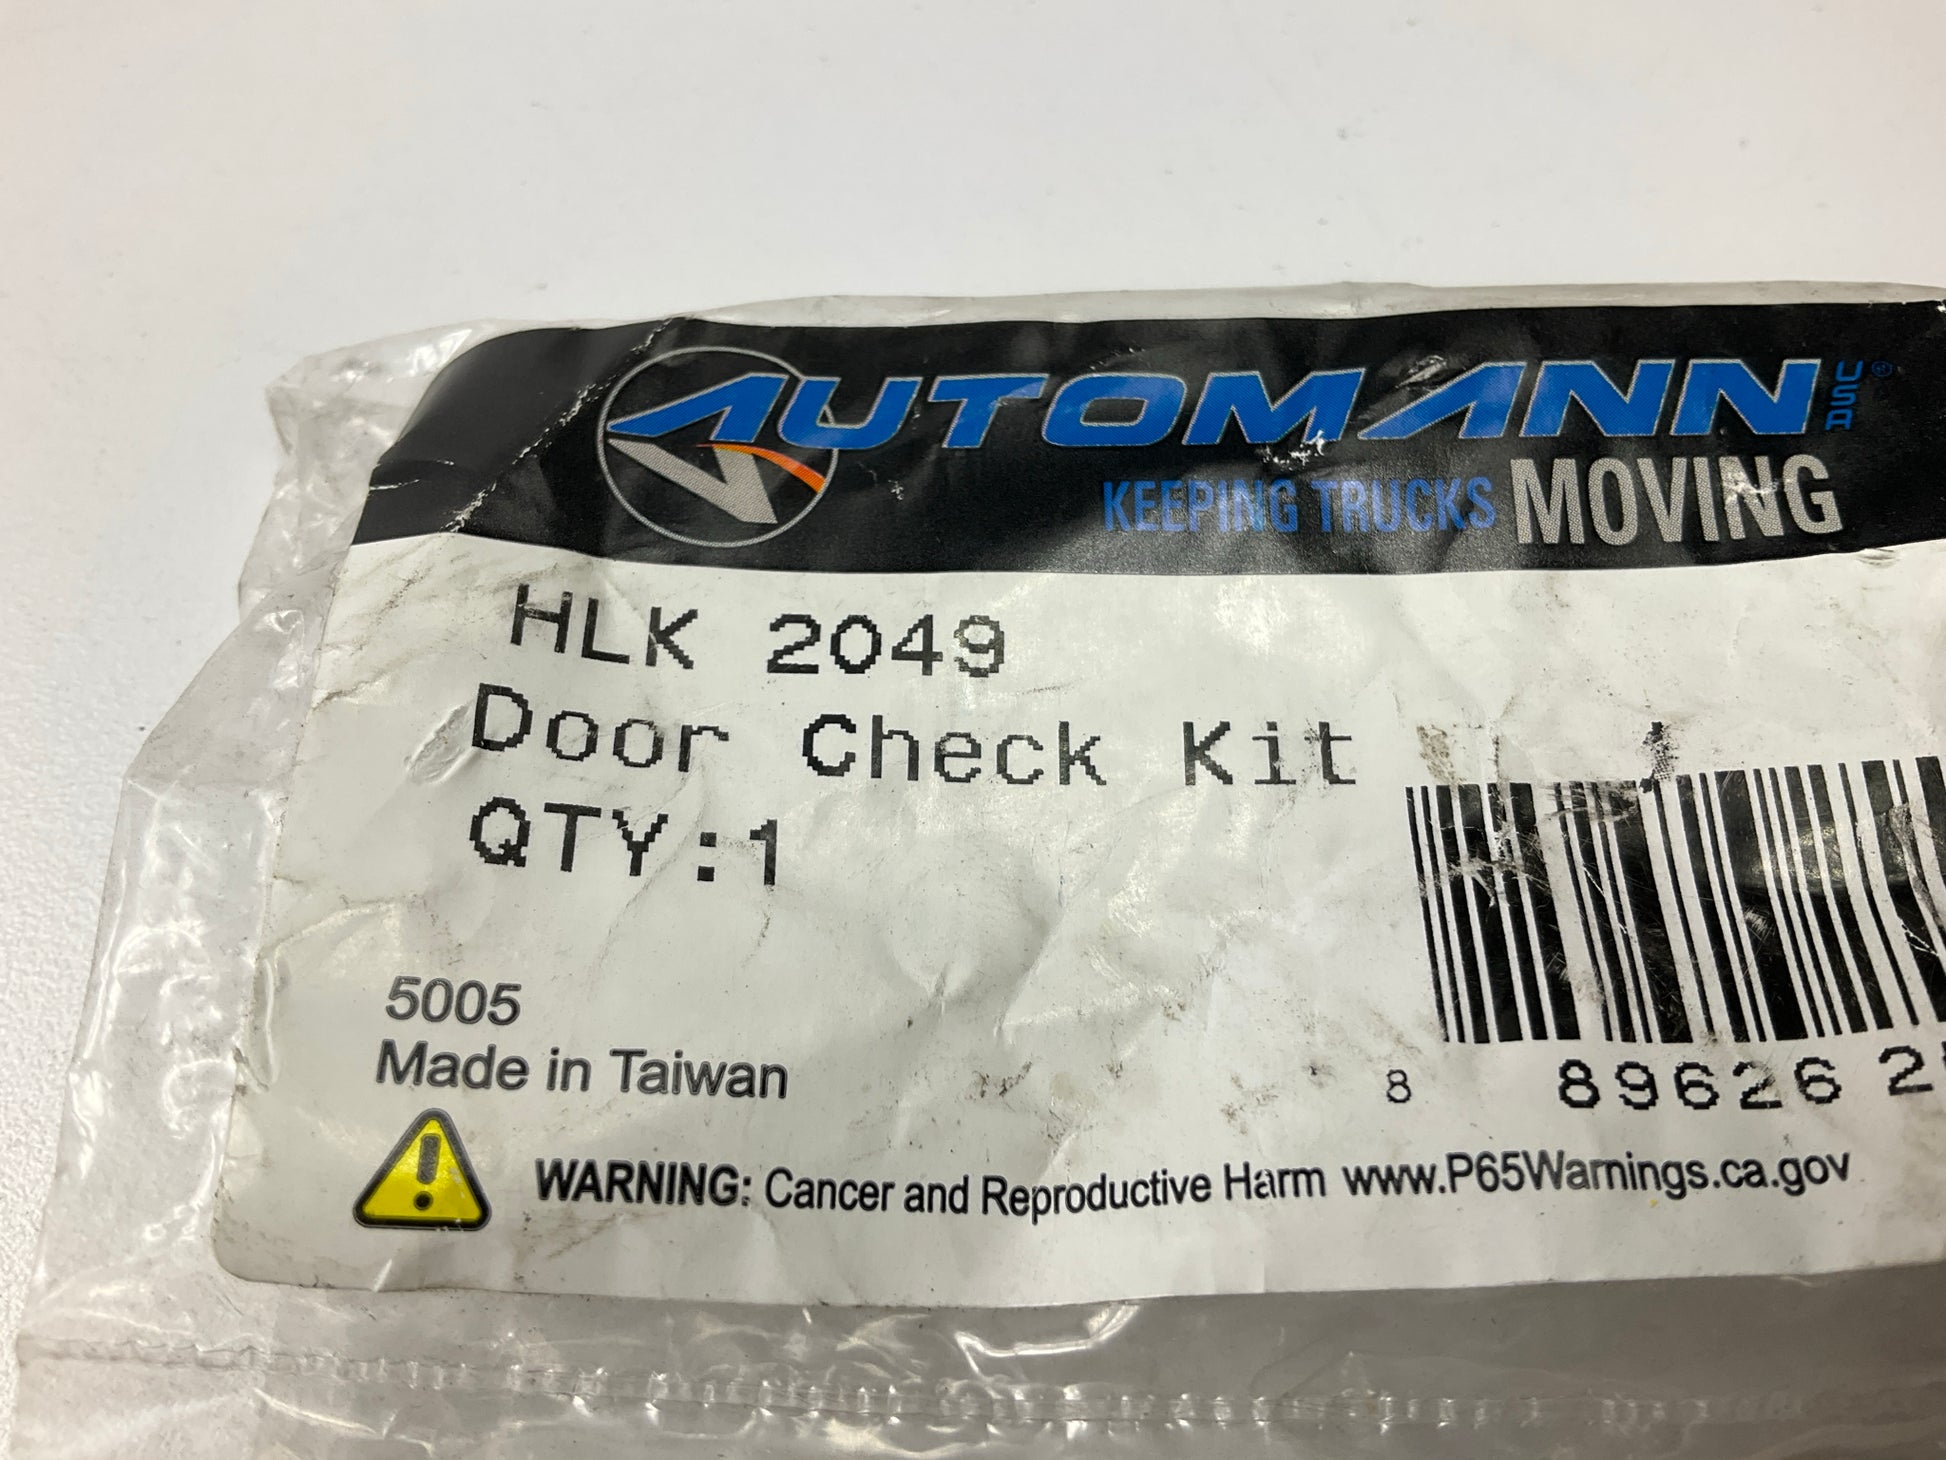 AUTOMANN USA®
KEEPING TRUCKS MOVING
HLK 2049
Door Check Kit
QTY:1
5005
Made in Taiwan
8 89626 2
WARNING: Cancer and Reproductive Harm www.P65Warnings.ca.gov